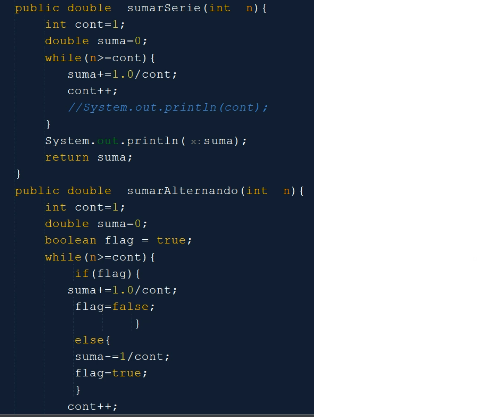 public double sumarSerie(int n){
int cont=1;
double suma=0;
while(n>=cont){
suma+=1.0/cont;
cont++;
//System.out.println(cont);
}
System.out.println( x: suma);
return suma;
}
public double sumarAlternando(int n){
int cont=1;
double suma=0;
boolean flag = true;
while(n>=cont){
if(flag){
suma+=1.0/cont;
flag=false;
}
else{
suma-=1/cont;
flag=true;
}
cont++;